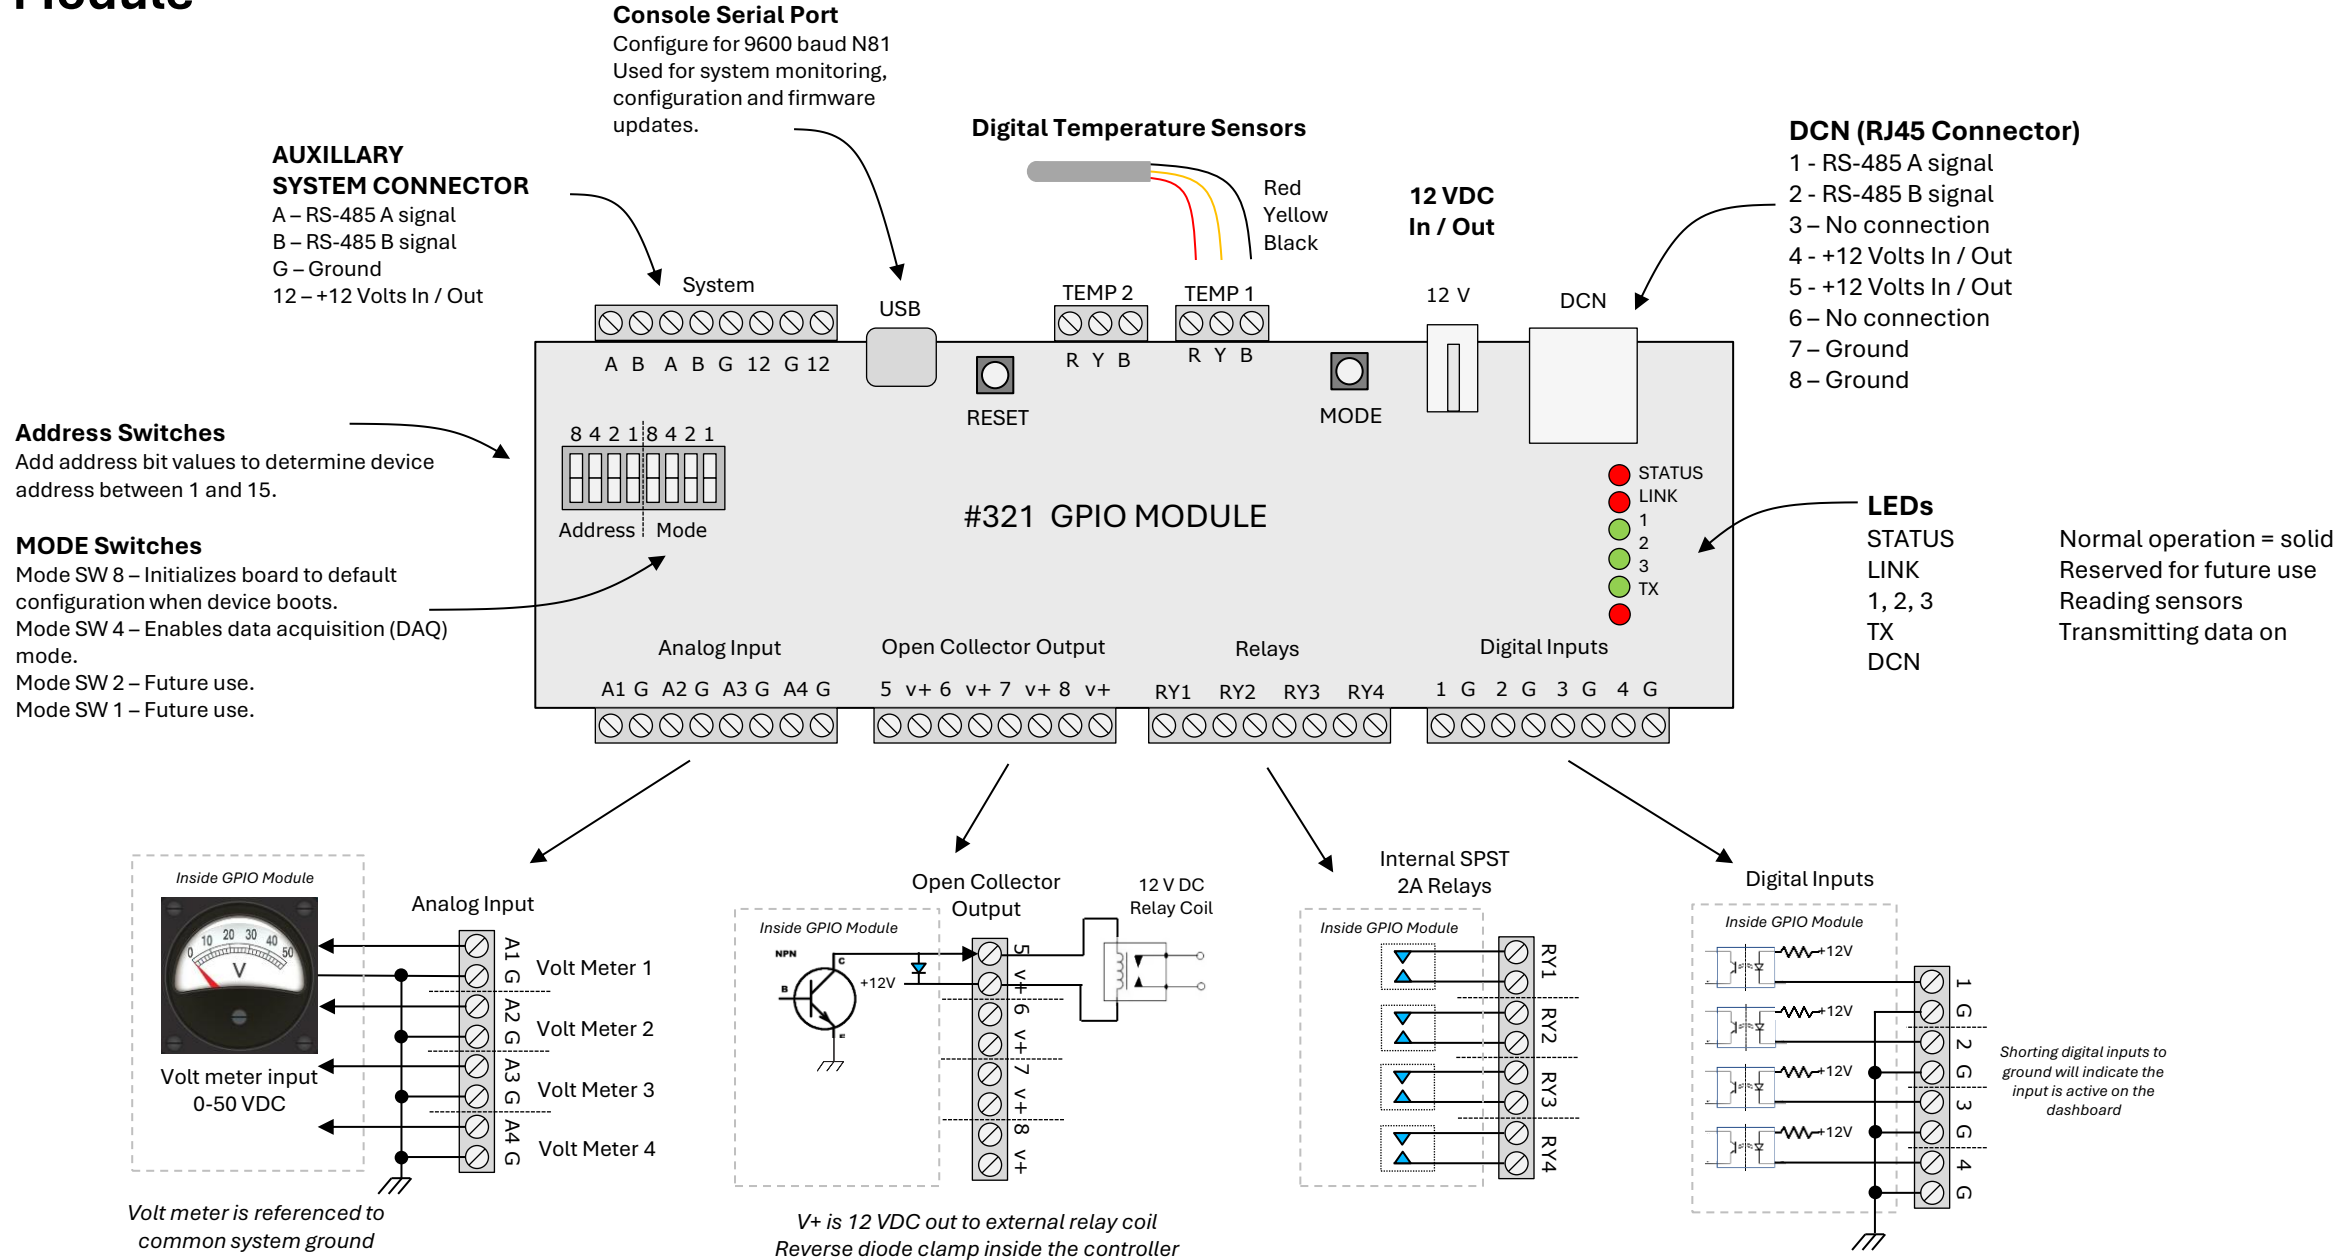 Module
Console Serial Port
Configure for 9600 baud N81
Used for system monitoring,
configuration and firmware
updates.
AUXILLARY
SYSTEM CONNECTOR
A – RS-485 A signal
B – RS-485 B signal
G – Ground
12 – +12 Volts In / Out
Digital Temperature Sensors
Red
Yellow
Black
12 VDC
In / Out
DCN (RJ45 Connector)
1 - RS-485 A signal
2 - RS-485 B signal
3 – No connection
4 - +12 Volts In / Out
5 - +12 Volts In / Out
6 – No connection
7 – Ground
8 – Ground
System
USB
TEMP 2
TEMP 1
12 V
DCN
A B A B G 12 G 12
R Y B
R Y B
RESET
MODE
Address Switches
Add address bit values to determine device
address between 1 and 15.
MODE Switches
Mode SW 8 – Initializes board to default
configuration when device boots.
Mode SW 4 – Enables data acquisition (DAQ)
mode.
Mode SW 2 – Future use.
Mode SW 1 – Future use.
8 4 2 1 8 4 2 1
Address Mode
#321 GPIO MODULE
STATUS
LINK
1
2
3
TX
LEDs
STATUS Normal operation = solid
LINK Reserved for future use
1, 2, 3 Reading sensors
TX Transmitting data on
DCN
Analog Input
Open Collector Output
Relays
Digital Inputs
A1 G A2 G A3 G A4 G
5 v+ 6 v+ 7 v+ 8 v+
RY1 RY2 RY3 RY4
1 G 2 G 3 G 4 G
Inside GPIO Module
0 10 20 30 40 50
V
Volt meter input
0-50 VDC
Analog Input
A1 G
A2 G
A3 G
A4 G
Volt Meter 1
Volt Meter 2
Volt Meter 3
Volt Meter 4
Volt meter is referenced to
common system ground
Open Collector
Output
12 V DC
Relay Coil
Inside GPIO Module
NPN
C
B
E
+12V
5 v+
6 v+
7 v+
8 v+
V+ is 12 VDC out to external relay coil
Reverse diode clamp inside the controller
Internal SPST
2A Relays
Inside GPIO Module
RY1
RY2
RY3
RY4
Digital Inputs
Inside GPIO Module
+12V
+12V
+12V
+12V
1 G
2 G
3 G
4 G
Shorting digital inputs to
ground will indicate the
input is active on the
dashboard